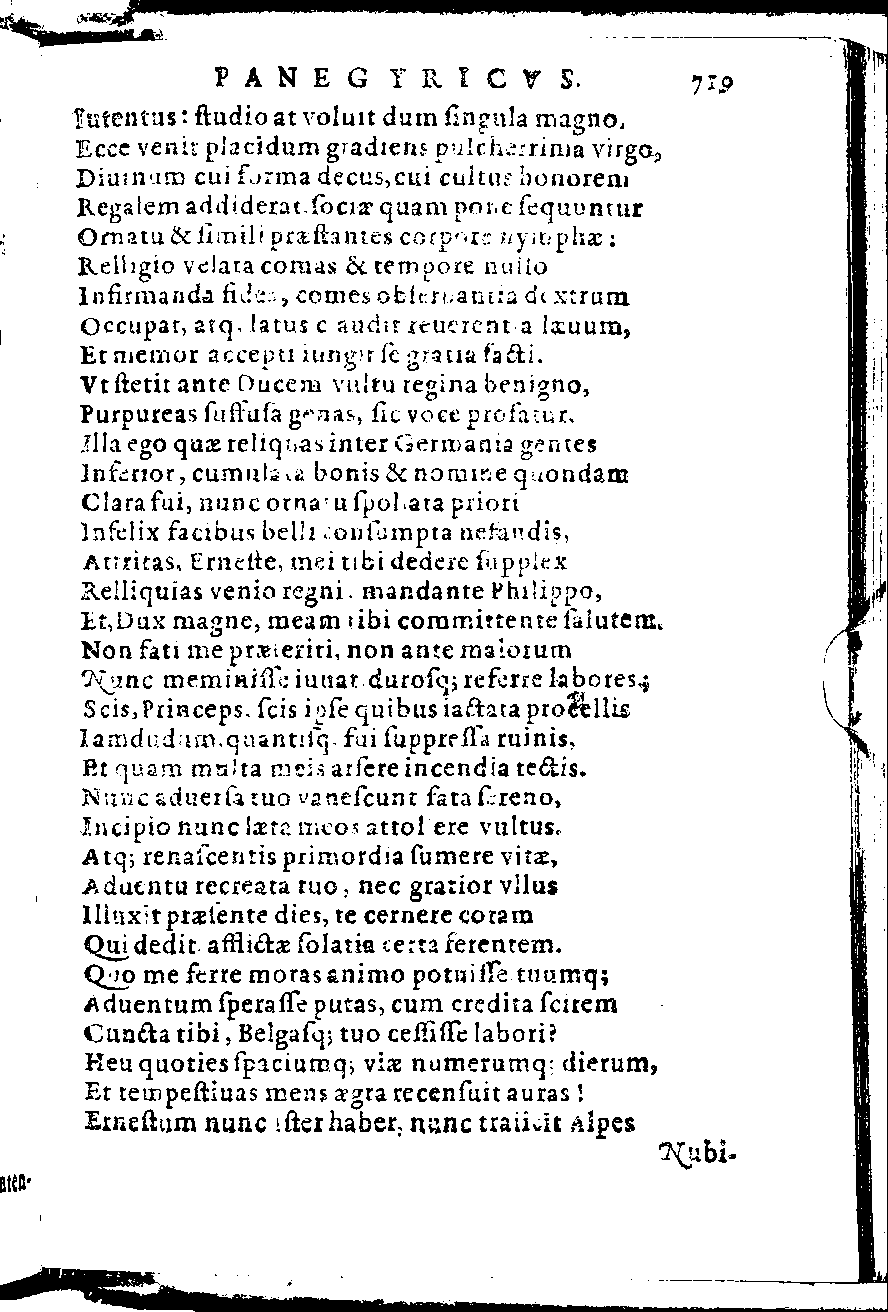 PANEGYRICVS. 719
Intentus: ſtudio at voluit dum ſingula magno,
Ecce venit placidum gradiens pulcherrima virgo,
Diuinum cui forma decus, cui cultus honorem
Regalem addiderat. ſociæ quam pone ſequuntur
Ornatu & ſimili præſtantes corpore nymphæ:
Relligio velata comas & tempore nullo
Infirmanda fides, comes obſeruantia dextrum
Occupat, atq. latus claudit reuerentia læuum,
Et memor accepti iungit ſe gratia facti.
Vt ſtetit ante Ducem vultu regina benigno,
Purpureas ſuffuſa genas, ſic voce profatur.
Illa ego quæ reliquas inter Germania gentes
Inferior, cumulata bonis & nomine quondam
Clara fui, nunc ornatu ſpoliata priori
Infelix facibus belli conſumpta nefandis,
Attritas, Erneſte, mei tibi dedere ſupplex
Relliquias venio regni. mandante Philippo,
Et, Dux magne, meam tibi committente ſalutem.
Non fati me præteriti, non ante malorum
Nunc meminiſſe iuuat duroſq; referre labores.;
Scis, Princeps. ſcis ipſe quibus iactata procellis
Iamdudum, quantiſq. fui ſuppreſſa ruinis,
Et quam multa meis arſere incendia tectis.
Nunc aduerſa tuo vaneſcunt fata ſereno,
Incipio nunc læta meos attollere vultus.
Atq; renaſcentis primordia ſumere vitæ,
Aduentu recreata tuo, nec gratior vllus
Illuxit præſente dies, te cernere coram
Qui dedit afflictæ ſolatia certa ferentem.
Quo me ferre moras animo potuiſſe tuumq;
Aduentum ſperaſſe putas, cum credita ſcirem
Cuncta tibi, Belgaſq; tuo ceſſiſſe labori?
Heu quoties ſpaciumq; viæ numerumq; dierum,
Et tempeſtiuas mens ægra recenſuit auras!
Erneſtum nunc iſter habet, nunc traiicit Alpes
Nubi-